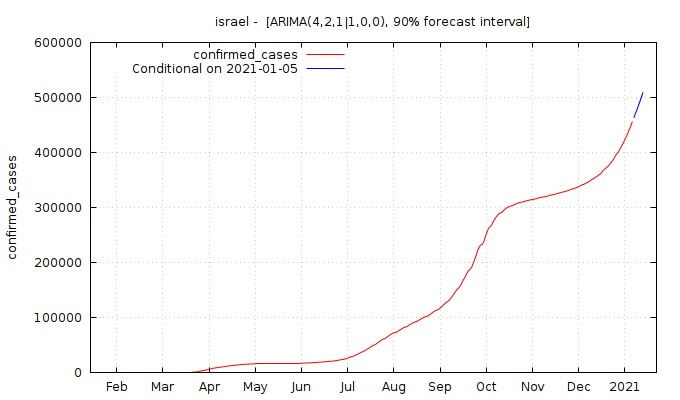 israel -  [ARIMA(4,2,1|1,0,0), 90% forecast interval]
600000
confirmed_cases
Conditional on 2021-01-05
500000
400000
confirmed_cases
300000
200000
100000
0
Feb Mar Apr May Jun Jul Aug Sep Oct Nov Dec 2021